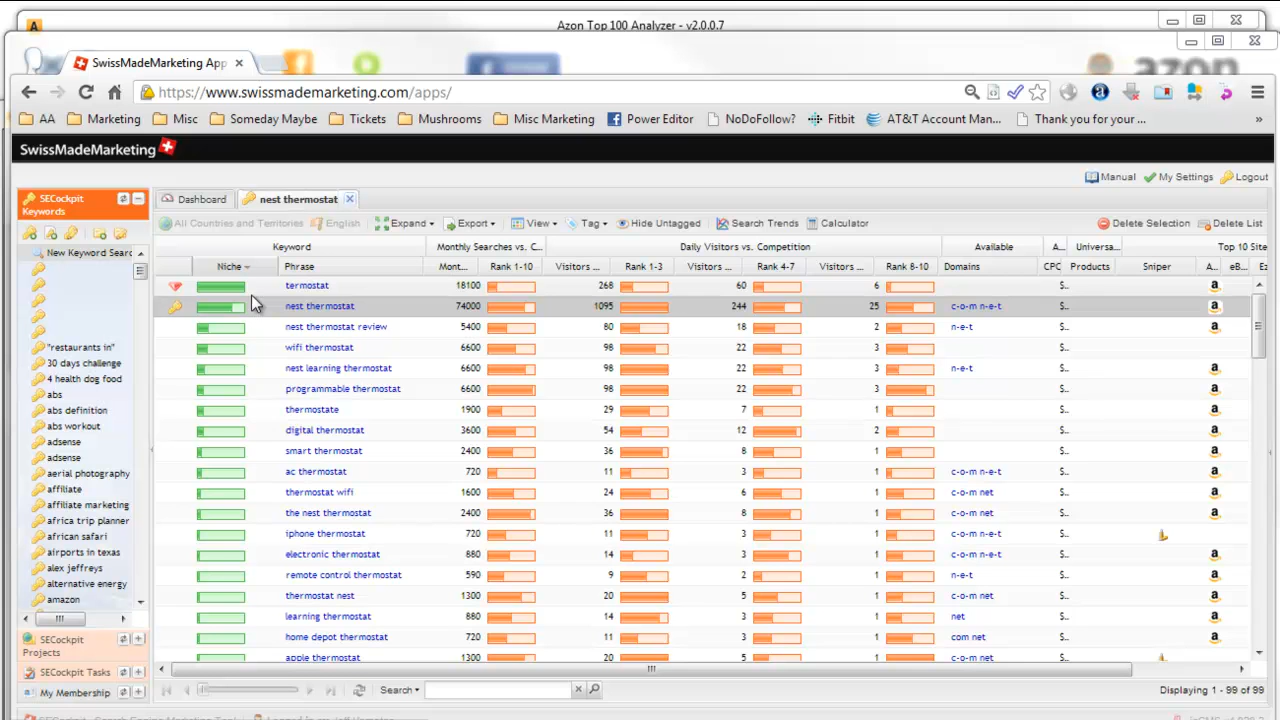 Azon Top 100 Analyzer - v2.0.0.7
SwissMadeMarketing App
azon
https://www.swissmademarketing.com/apps/
AA Marketing Misc Someday Maybe Tickets Mushrooms Misc Marketing Power Editor NoDoFollow? Fitbit AT&T Account Man... Thank you for your ... »
SwissMadeMarketing
Manual My Settings Logout
SECockpit Keywords
Dashboard nest thermostat
All Countries and Territories English Expand Export View Tag Hide Untagged Search Trends Calculator Delete Selection Delete List
Keyword Monthly Searches vs. C... Daily Visitors vs. Competition Available A... Universa... Top 10 Site
Niche Phrase Mont... Rank 1-10 Visitors ... Rank 1-3 Visitors ... Rank 4-7 Visitors ... Rank 8-10 Domains CPC Products Sniper A... eB... Ez
termostat 18100 268 60 6 $.. a
nest thermostat 74000 1095 244 25 c-o-m n-e-t $.. a
nest thermostat review 5400 80 18 2 n-e-t $.. a
wifi thermostat 6600 98 22 3 $..
nest learning thermostat 6600 98 22 3 n-e-t $.. a
programmable thermostat 6600 98 22 3 $.. a
thermostate 1900 29 7 1 $.. a
digital thermostat 3600 54 12 2 $.. a
smart thermostat 2400 36 8 1 $.. a
ac thermostat 720 11 3 1 c-o-m n-e-t $.. a
thermostat wifi 1600 24 6 1 c-o-m net $.. a
the nest thermostat 2400 36 8 1 c-o-m net $.. a
iphone thermostat 720 11 3 1 c-o-m n-e-t $..
electronic thermostat 880 14 3 1 c-o-m n-e-t $.. a
remote control thermostat 590 9 2 1 n-e-t $.. a
thermostat nest 1300 20 5 1 c-o-m net $.. a
learning thermostat 880 14 3 1 net $.. a
home depot thermostat 720 11 3 1 com net $.. a
apple thermostat 1300 20 5 1 c-o-m net $..
New Keyword Searc
"restaurants in"
30 days challenge
4 health dog food
abs
abs definition
abs workout
adsense
adsense
aerial photography
affiliate
affiliate marketing
africa trip planner
african safari
airports in texas
alex jeffreys
alternative energy
amazon
SECockpit
Projects
SECockpit Tasks
My Membership
Search
Displaying 1 - 99 of 99